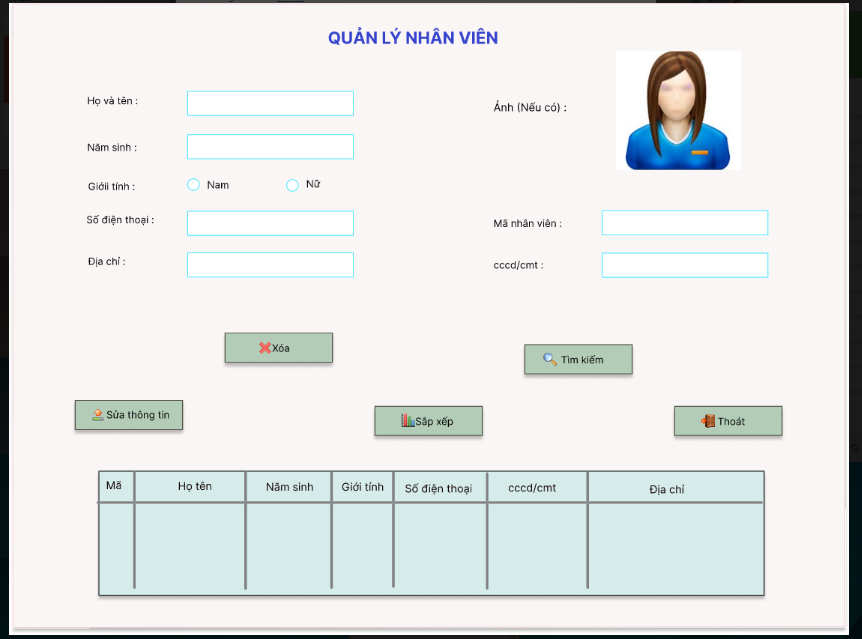 QUẢN LÝ NHÂN VIÊN
Họ và tên :
Ảnh (Nếu có) :
Năm sinh :
Giớii tính :
Nam
Nữ
Số điện thoại :
Mã nhân viên :
Địa chỉ :
cccd/cmt :
Xóa
Tìm kiếm
Sửa thông tin
Sắp xếp
Thoát
Mã Họ tên Năm sinh Giới tính Số điện thoại cccd/cmt Địa chỉ